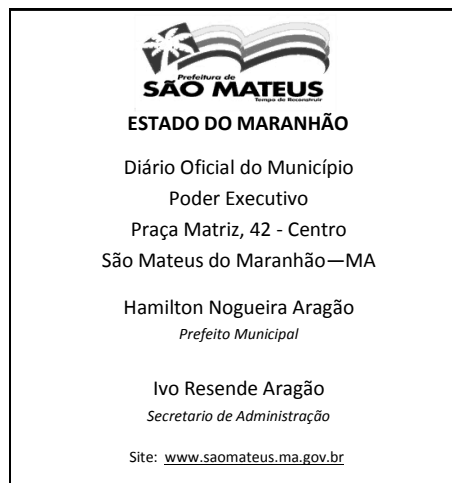 Prefeitura de
SÃO MATEUS
Tempo de Reconstruir
ESTADO DO MARANHÃO
Diário Oficial do Município
Poder Executivo
Praça Matriz, 42 - Centro
São Mateus do Maranhão—MA
Hamilton Nogueira Aragão
Prefeito Municipal
Ivo Resende Aragão
Secretario de Administração
Site: www.saomateus.ma.gov.br